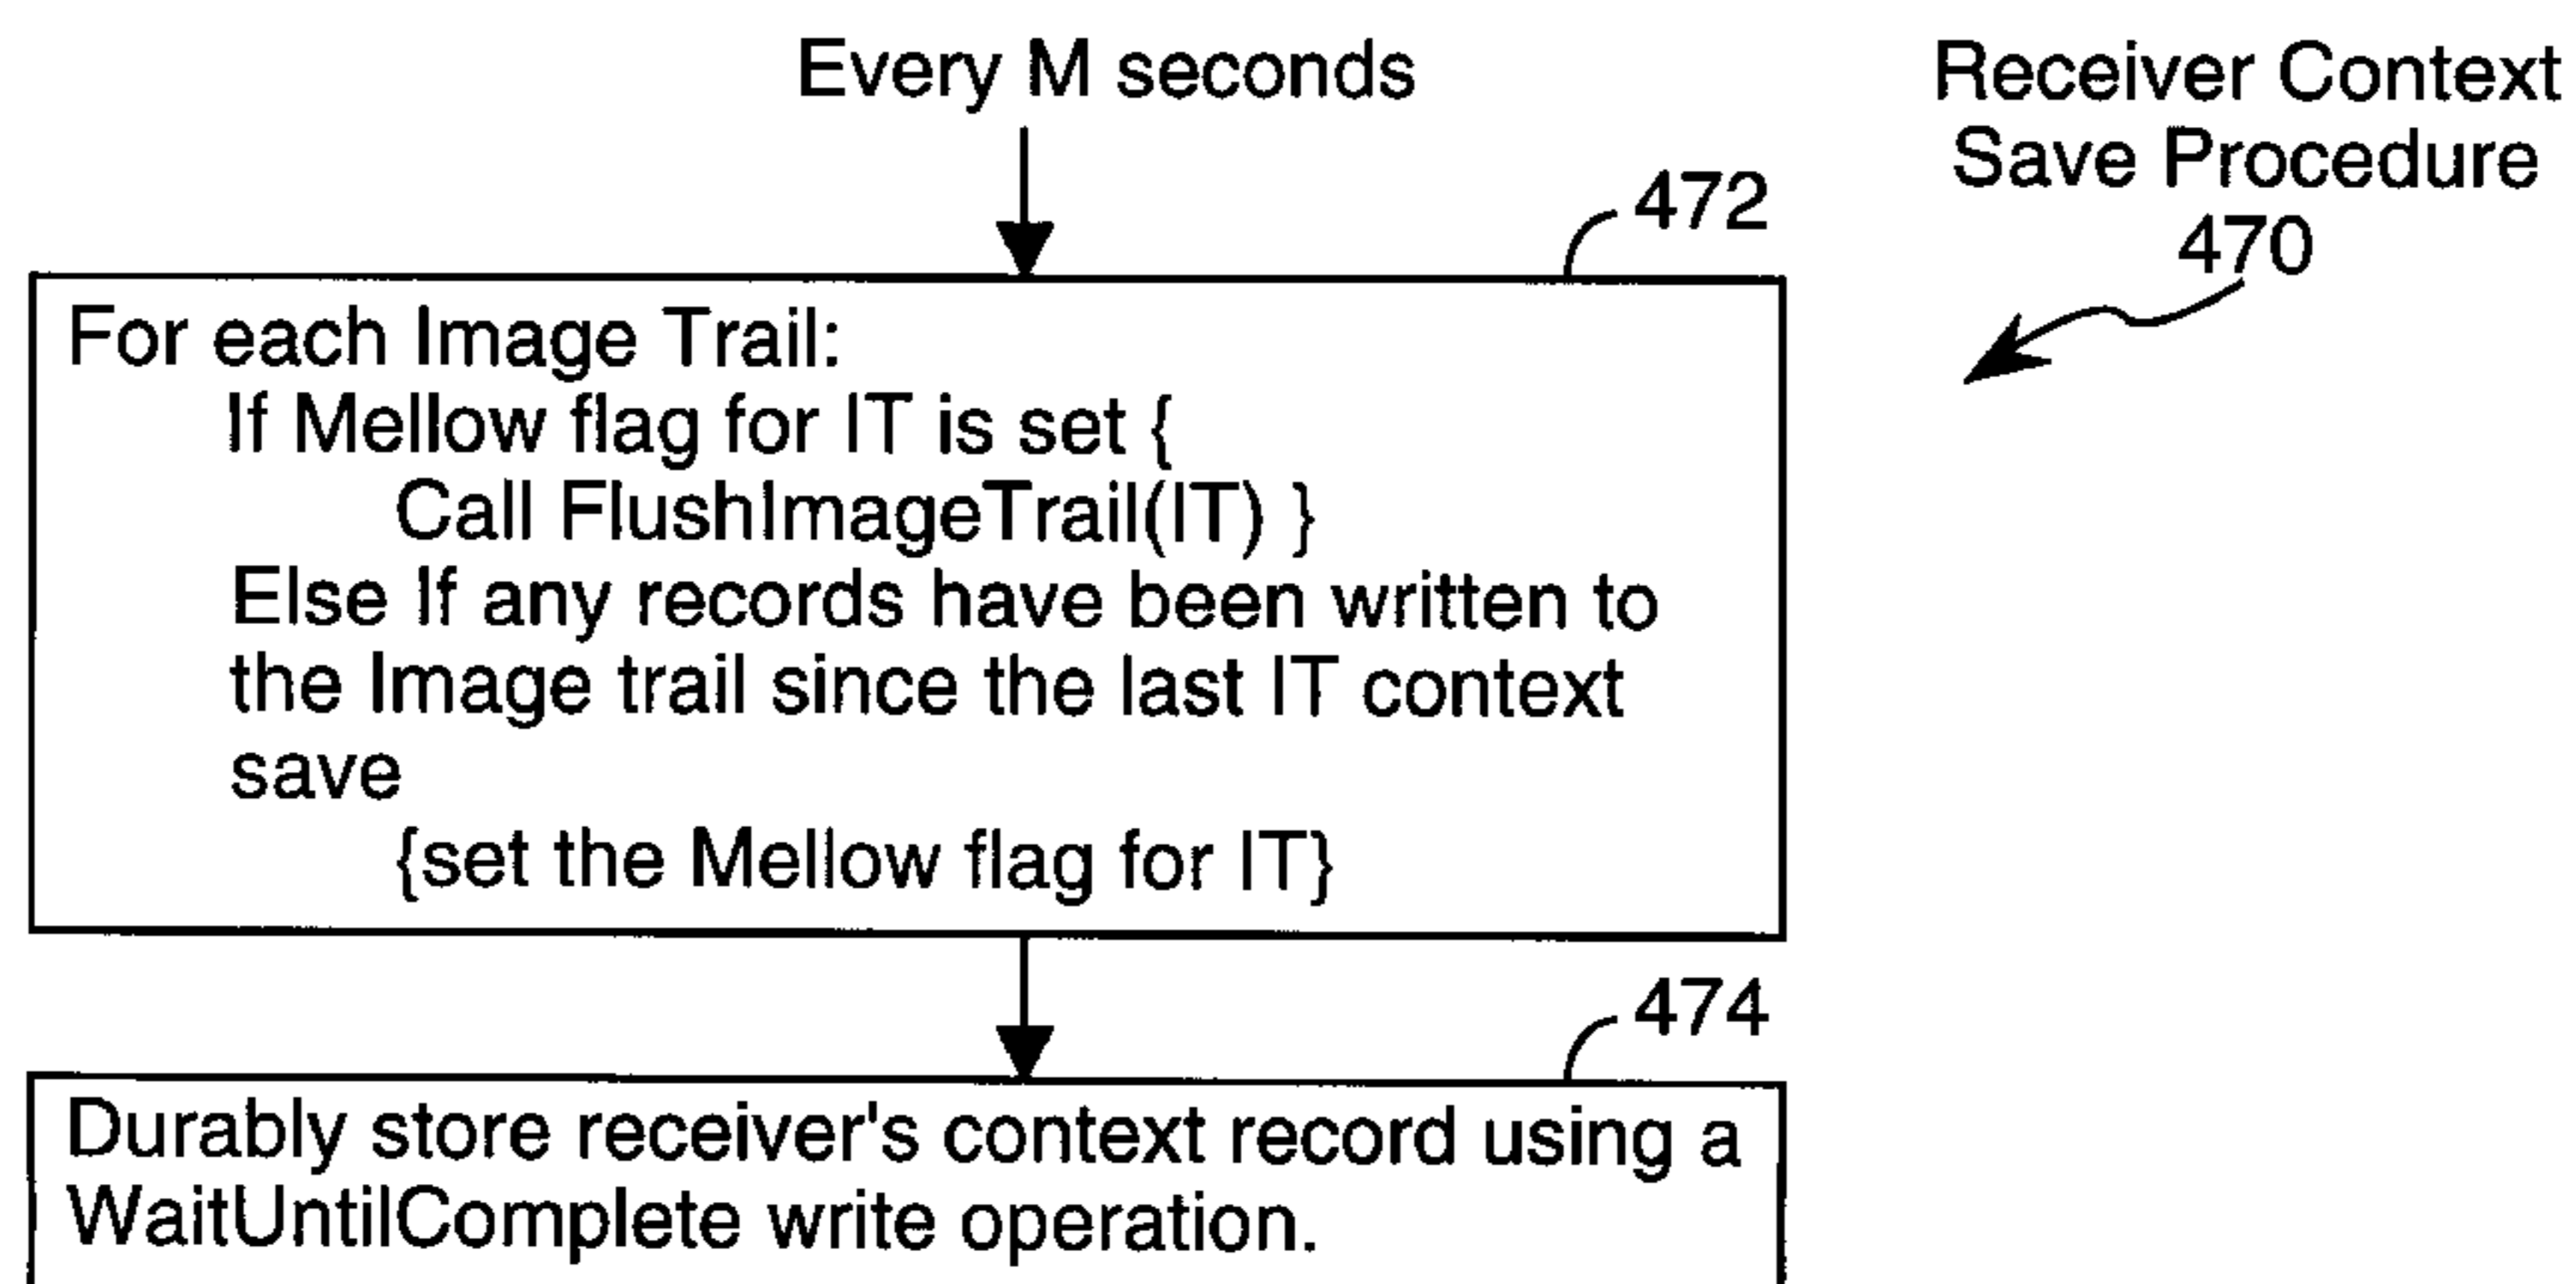 Every M seconds
Receiver Context
Save Procedure
470
472
For each Image Trail:
If Mellow flag for IT is set {
Call FlushImageTrail(IT) }
Else If any records have been written to
the Image trail since the last IT context
save
{set the Mellow flag for IT}
474
Durably store receiver's context record using a
WaitUntilComplete write operation.